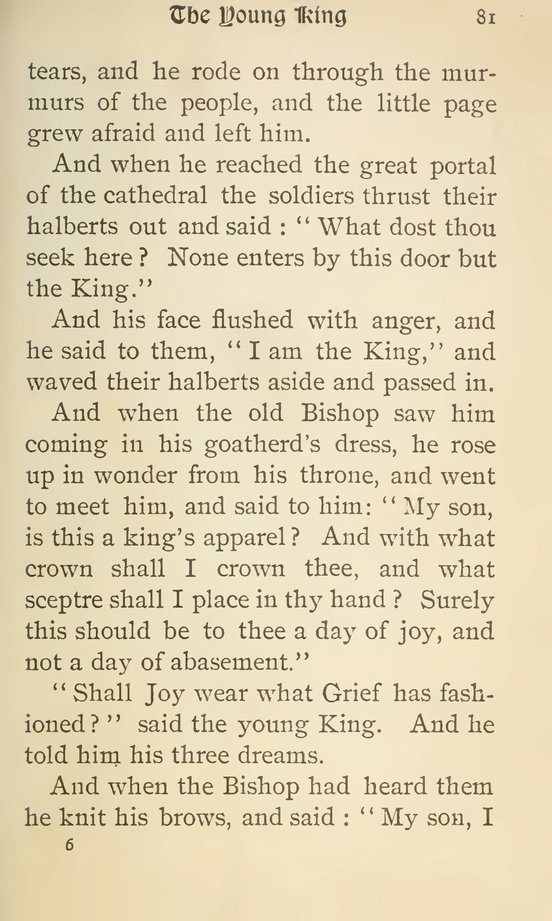 The Young King 81
tears, and he rode on through the mur-
murs of the people, and the little page
grew afraid and left him.
And when he reached the great portal
of the cathedral the soldiers thrust their
halberts out and said : “ What dost thou
seek here ? None enters by this door but
the King.”
And his face flushed with anger, and
he said to them, “ I am the King,” and
waved their halberts aside and passed in.
And when the old Bishop saw him
coming in his goatherd’s dress, he rose
up in wonder from his throne, and went
to meet him, and said to him: “ My son,
is this a king’s apparel ? And with what
crown shall I crown thee, and what
sceptre shall I place in thy hand ? Surely
this should be to thee a day of joy, and
not a day of abasement.”
“ Shall Joy wear what Grief has fash-
ioned ? ” said the young King. And he
told him his three dreams.
And when the Bishop had heard them
he knit his brows, and said : “ My son, I
6